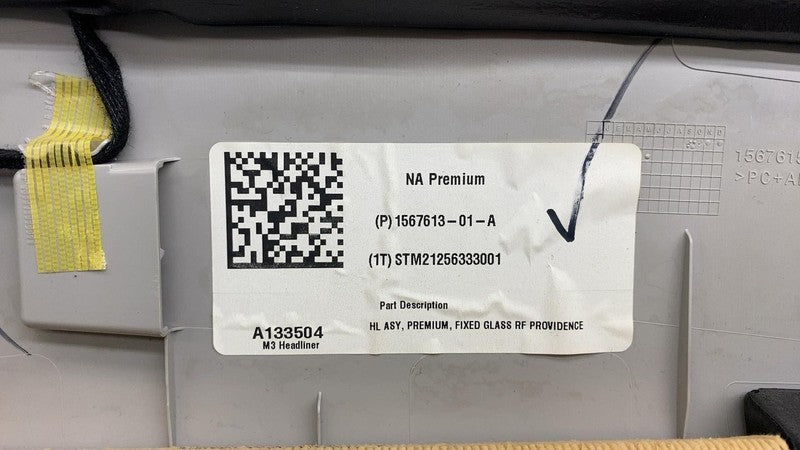 NA Premium
(P) 1567613-01-A
(1T) STM21256333001
Part Description
HL ASY, PREMIUM, FIXED GLASS RF PROVIDENCE
A133504
M3 Headliner
J F M A M J J A S O N D